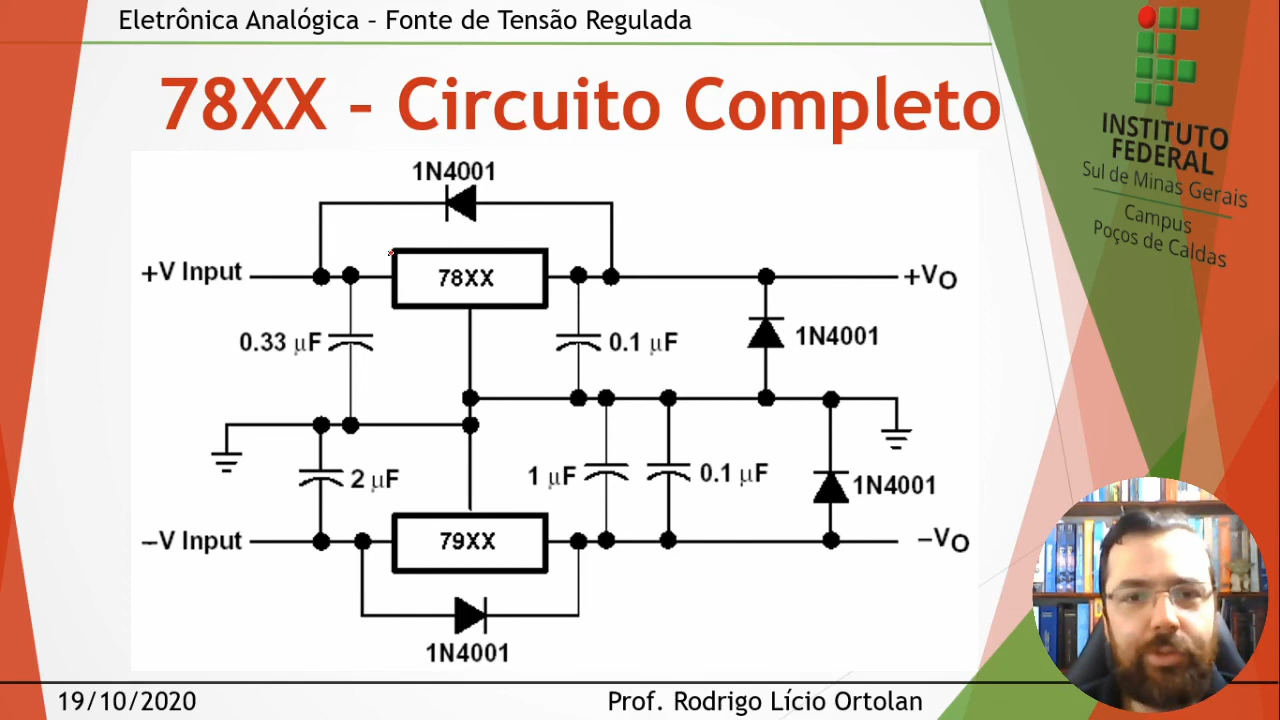 Eletrônica Analógica – Fonte de Tensão Regulada
78XX – Circuito Completo
INSTITUTO
FEDERAL
Sul de Minas Gerais
Campus
Poços de Caldas
1N4001
+V Input
78XX
+VO
0.33 µF
0.1 µF
1N4001
2 µF
1 µF
0.1 µF
1N4001
–V Input
79XX
–VO
1N4001
19/10/2020
Prof. Rodrigo Lício Ortolan